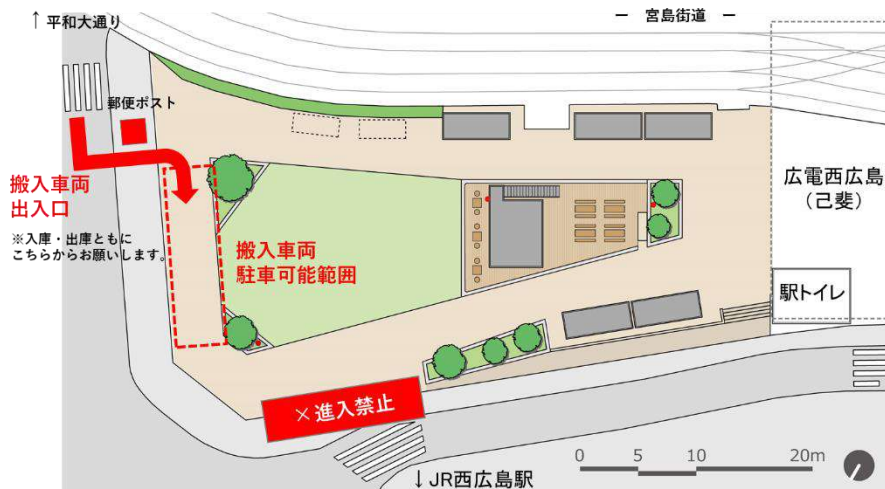 ↑ 平和大通り
－ 宮島街道 －
郵便ポスト
搬入車両
出入口
※入庫・出庫ともに
こちらからお願いします。
搬入車両
駐車可能範囲
広電西広島
（己斐）
駅トイレ
×進入禁止
↓JR西広島駅
0 5 10 20m